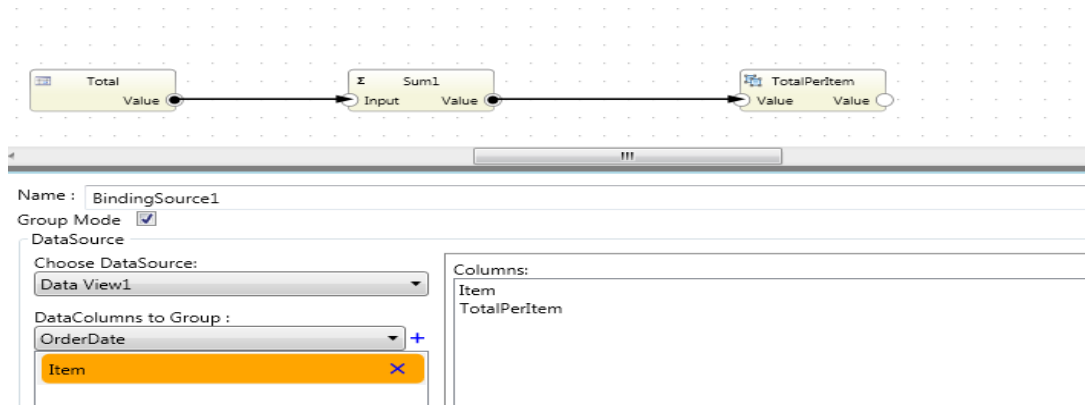 Total
Value
Σ Sum1
Input Value
TotalPerItem
Value Value
Name : BindingSource1
Group Mode
DataSource
Choose DataSource:
Data View1
DataColumns to Group :
OrderDate
Item
Columns:
Item
TotalPerItem